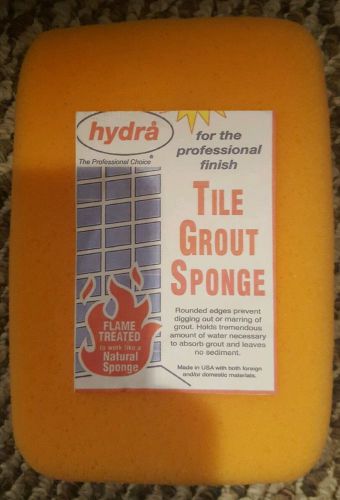 hydrå
The Professional Choice®
for the
professional
finish
TILE
GROUT
SPONGE
FLAME
TREATED
to work like a
Natural
Sponge
Rounded edges prevent
digging out or marring of
grout. Holds tremendous
amount of water necessary
to absorb grout and leaves
no sediment.
Made in USA with both foreign
and/or domestic materials.